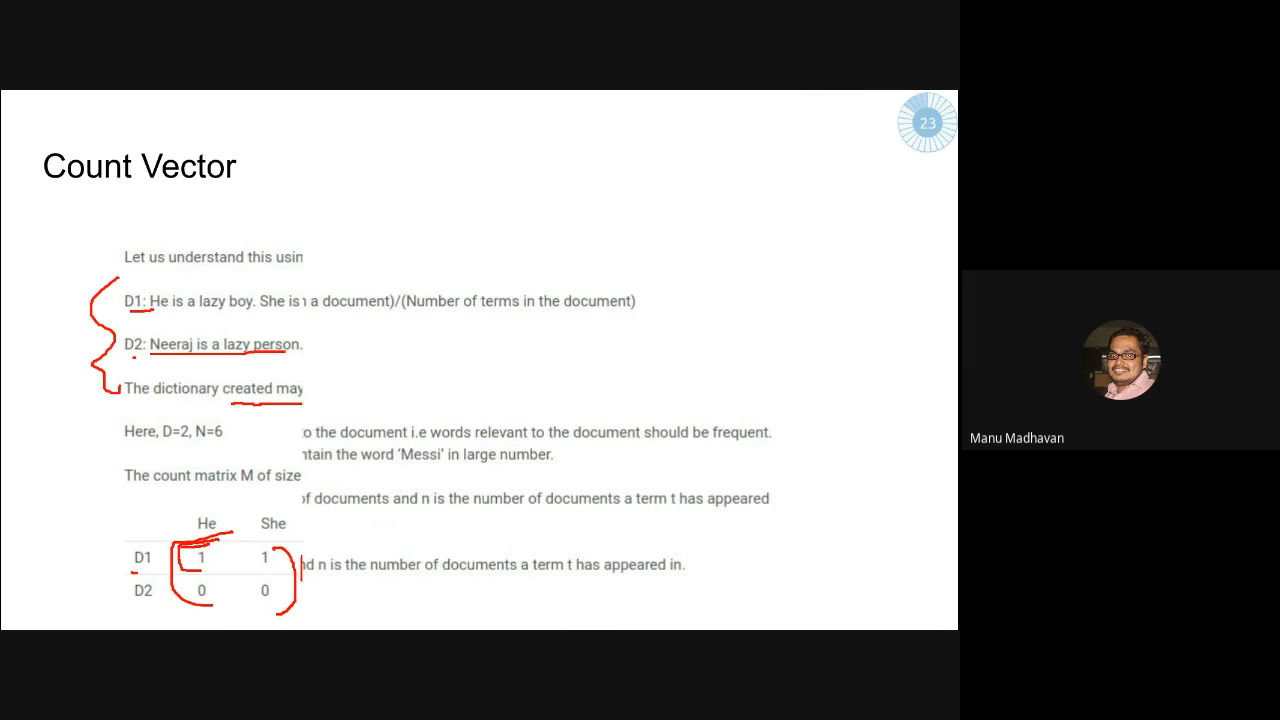 23
Count Vector
Let us understand this usin
D1: He is a lazy boy. She is a document)/(Number of terms in the document)
D2: Neeraj is a lazy person.
The dictionary created may
Here, D=2, N=6
o the document i.e words relevant to the document should be frequent.
ntain the word ‘Messi’ in large number.
The count matrix M of size
of documents and n is the number of documents a term t has appeared
He She
D1 1 1
nd n is the number of documents a term t has appeared in.
D2 0 0
Manu Madhavan